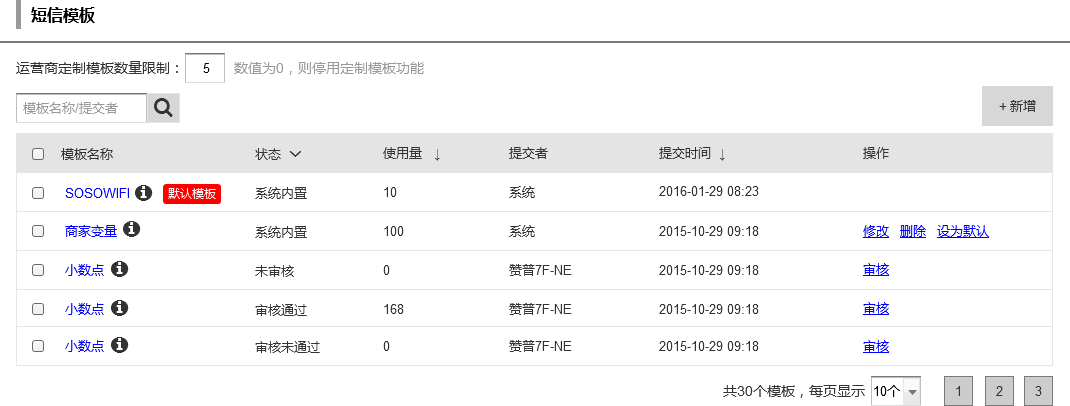 短信模板
运营商定制模板数量限制： 5 数值为0，则停用定制模板功能
模板名称/提交者
+ 新增
模板名称 状态 使用量 ↓ 提交者 提交时间 ↓ 操作
SOSOWIFI 默认模板 系统内置 10 系统 2016-01-29 08:23
商家变量 系统内置 100 系统 2015-10-29 09:18 修改 删除 设为默认
小数点 未审核 0 赞普7F-NE 2015-10-29 09:18 审核
小数点 审核通过 168 赞普7F-NE 2015-10-29 09:18 审核
小数点 审核未通过 0 赞普7F-NE 2015-10-29 09:18 审核
共30个模板，每页显示 10个 1 2 3